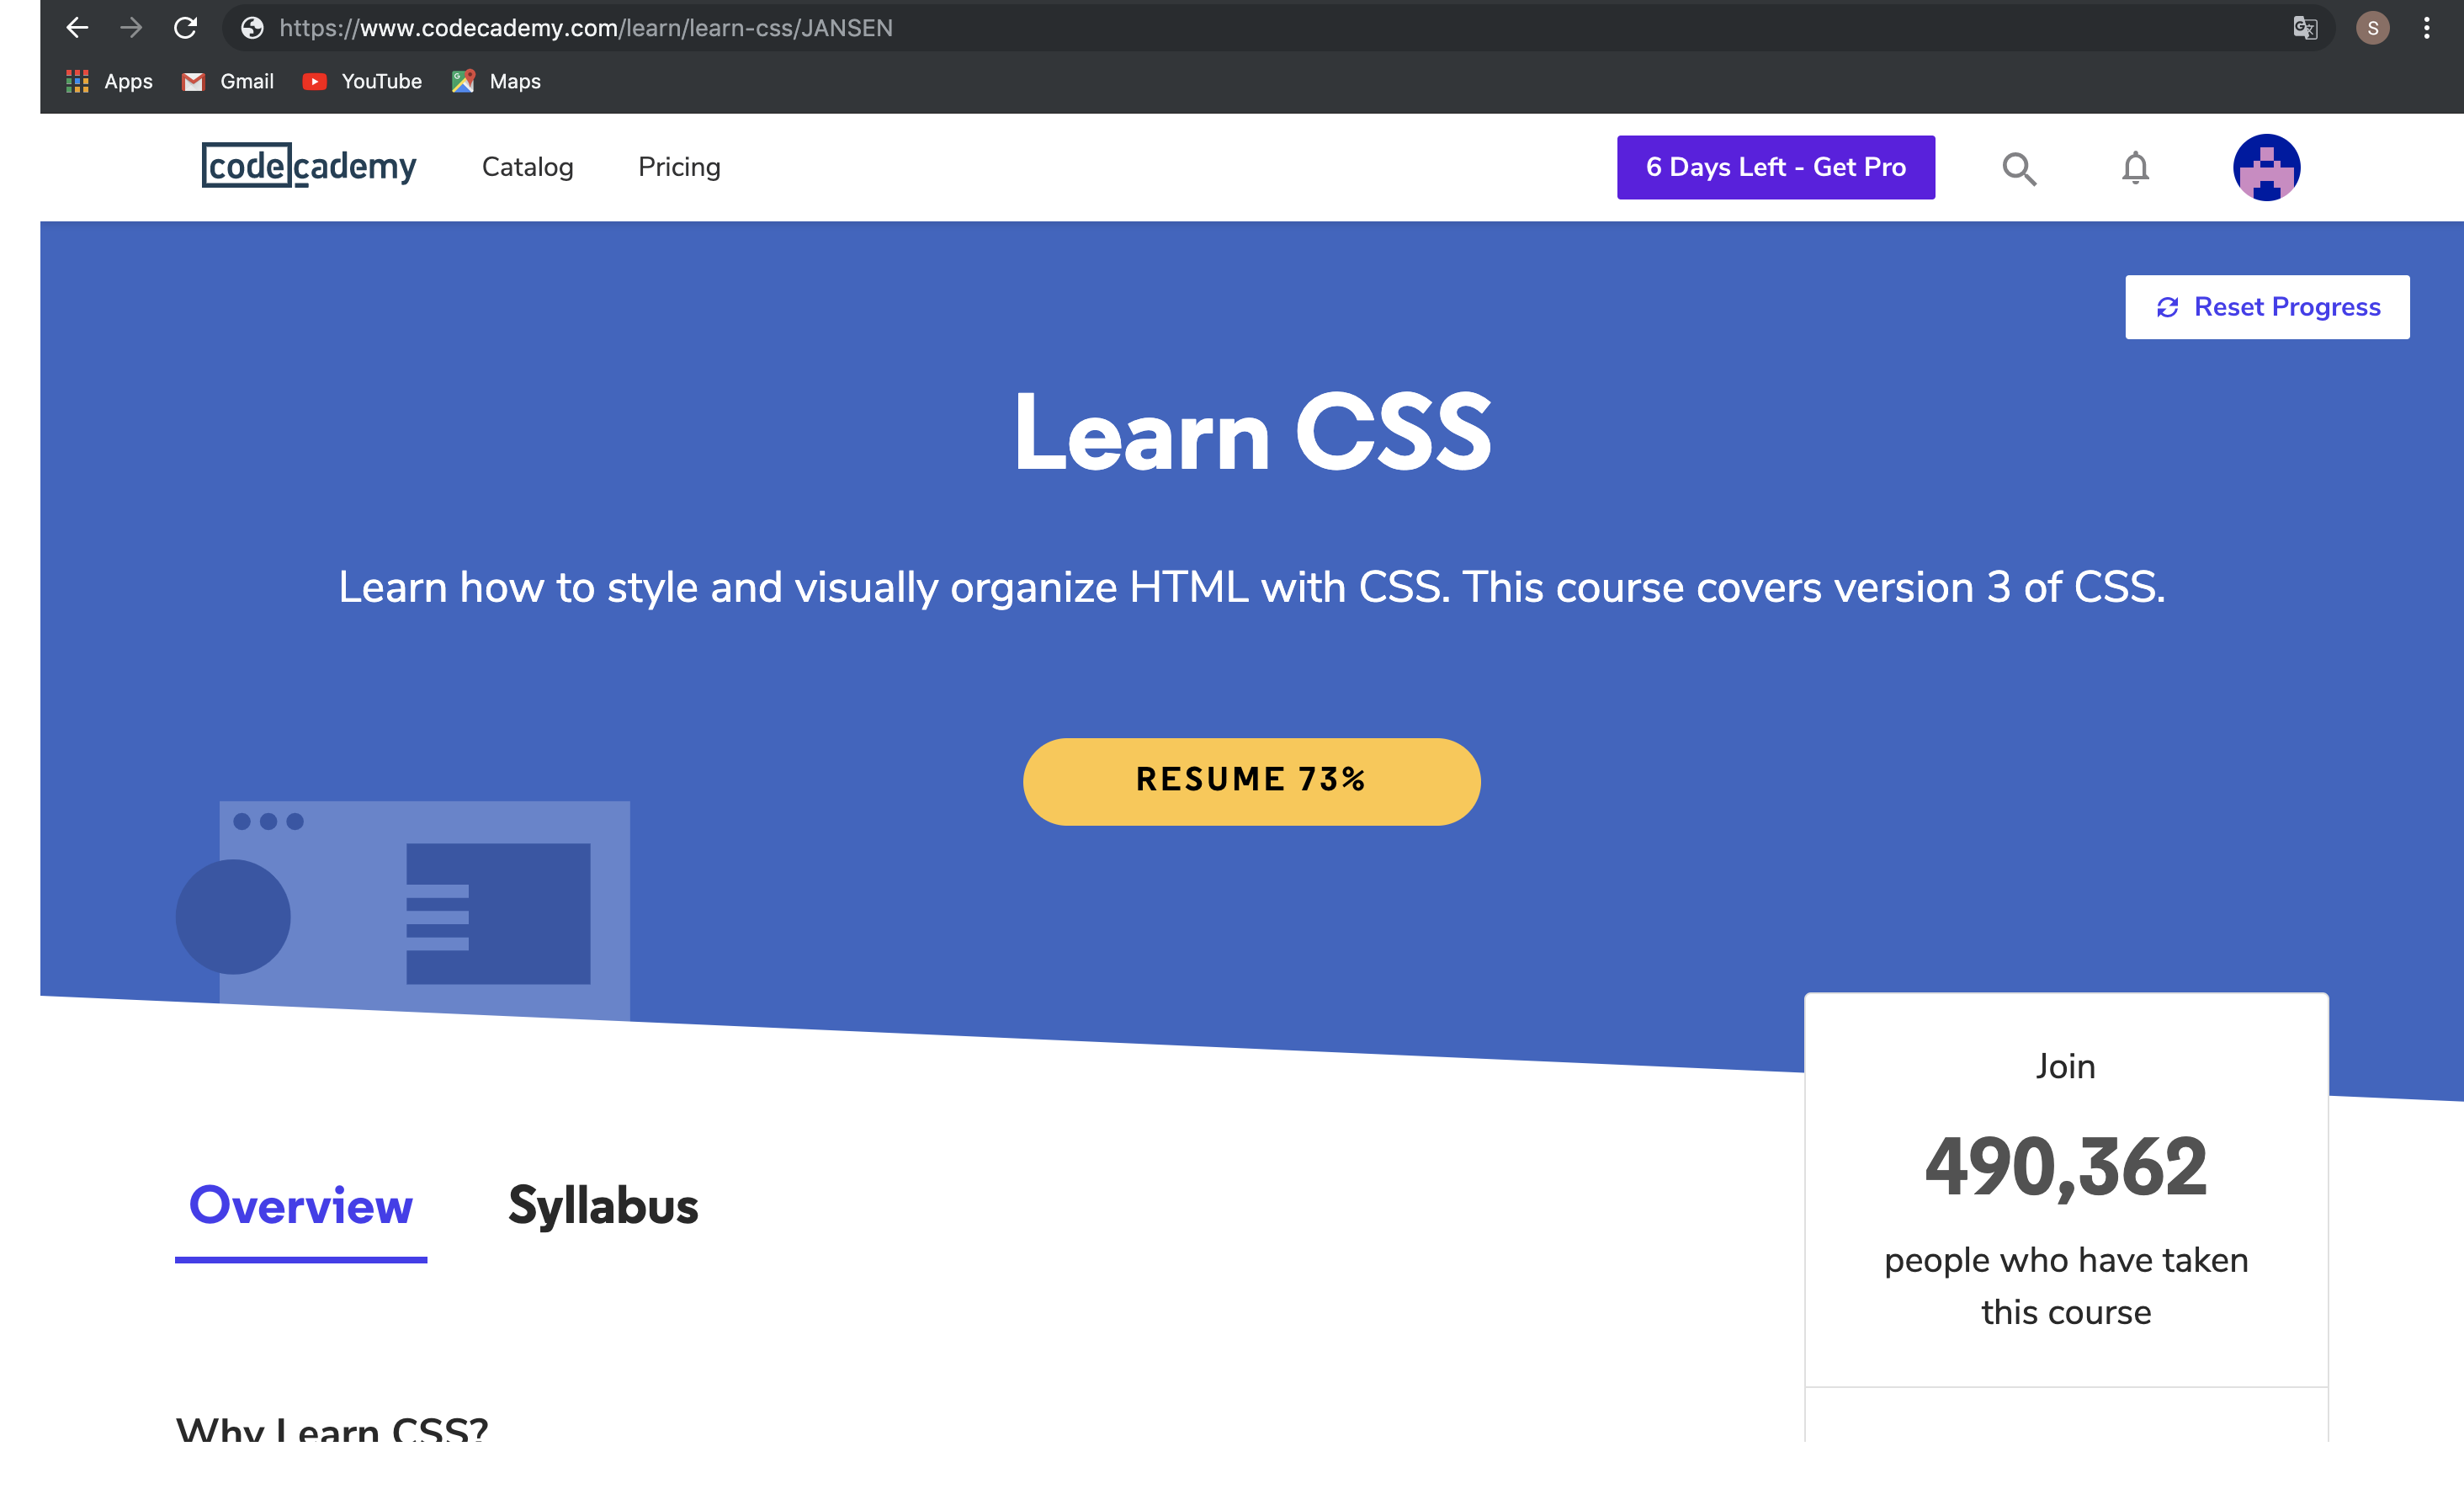 https://www.codecademy.com/learn/learn-css/JANSEN
S
Apps Gmail YouTube Maps
codecademy Catalog Pricing 6 Days Left - Get Pro
Reset Progress
Learn CSS
Learn how to style and visually organize HTML with CSS. This course covers version 3 of CSS.
RESUME 73%
Join
490,362
people who have taken
this course
Overview Syllabus
Why Learn CSS?